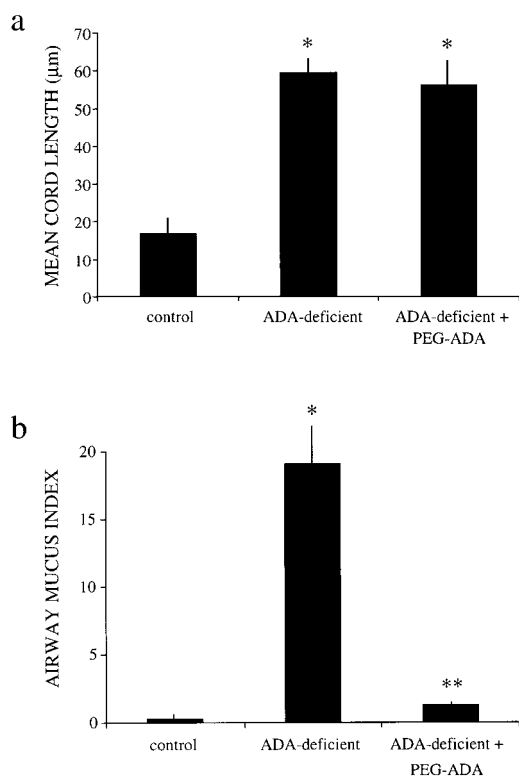 a
MEAN CORD LENGTH (μm)
70
60
50
40
30
20
10
0
*
*
control
ADA-deficient
ADA-deficient +
PEG-ADA
b
AIRWAY MUCUS INDEX
20
15
10
5
0
*
**
control
ADA-deficient
ADA-deficient +
PEG-ADA